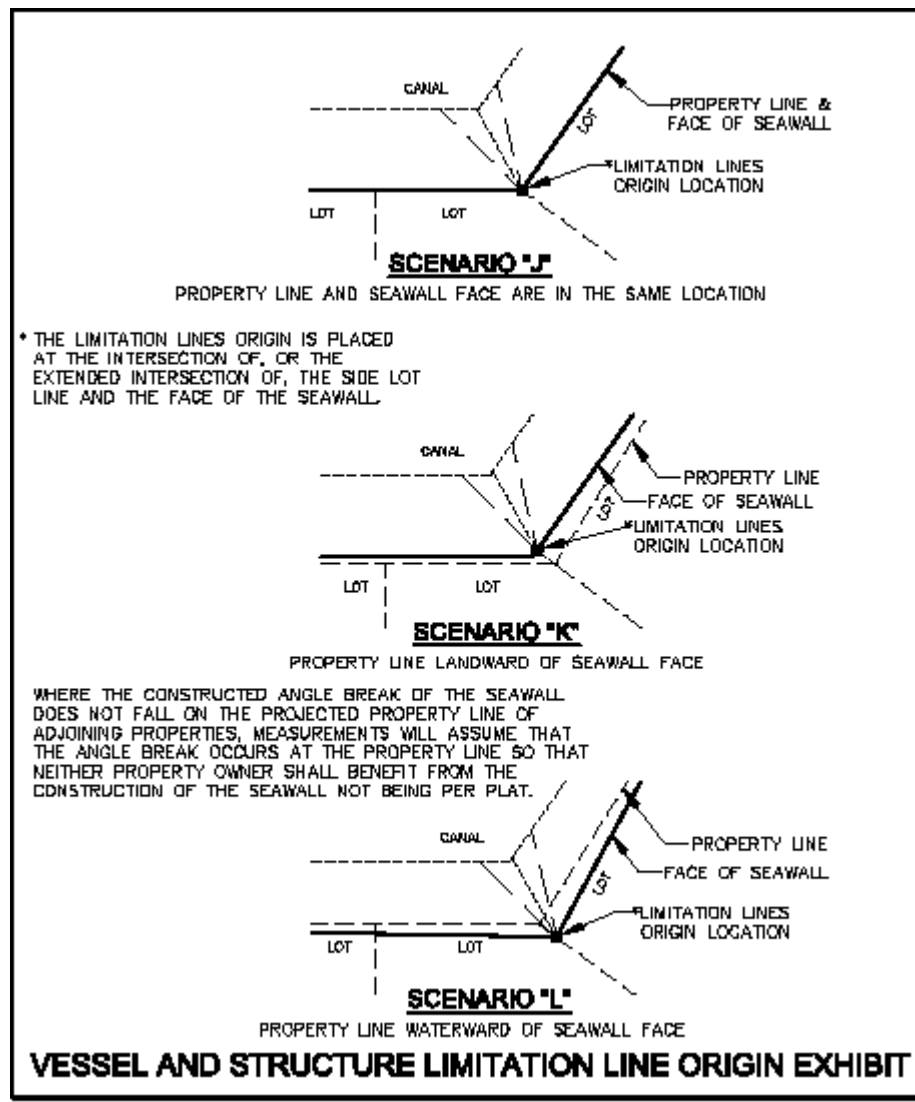 CANAL
PROPERTY LINE &
FACE OF SEAWALL
LOT
*LIMITATION LINES
ORIGIN LOCATION
LOT
LOT
SCENARIO "J"
PROPERTY LINE AND SEAWALL FACE ARE IN THE SAME LOCATION
* THE LIMITATION LINES ORIGIN IS PLACED
AT THE INTERSECTION OF, OR THE
EXTENDED INTERSECTION OF, THE SIDE LOT
LINE AND THE FACE OF THE SEAWALL.
CANAL
PROPERTY LINE
FACE OF SEAWALL
LOT
*LIMITATION LINES
ORIGIN LOCATION
LOT
LOT
SCENARIO "K"
PROPERTY LINE LANDWARD OF SEAWALL FACE
WHERE THE CONSTRUCTED ANGLE BREAK OF THE SEAWALL
DOES NOT FALL ON THE PROJECTED PROPERTY LINE OF
ADJOINING PROPERTIES, MEASUREMENTS WILL ASSUME THAT
THE ANGLE BREAK OCCURS AT THE PROPERTY LINE SO THAT
NEITHER PROPERTY OWNER SHALL BENEFIT FROM THE
CONSTRUCTION OF THE SEAWALL NOT BEING PER PLAT.
CANAL
PROPERTY LINE
FACE OF SEAWALL
LOT
*LIMITATION LINES
ORIGIN LOCATION
LOT
LOT
SCENARIO "L"
PROPERTY LINE WATERWARD OF SEAWALL FACE
VESSEL AND STRUCTURE LIMITATION LINE ORIGIN EXHIBIT